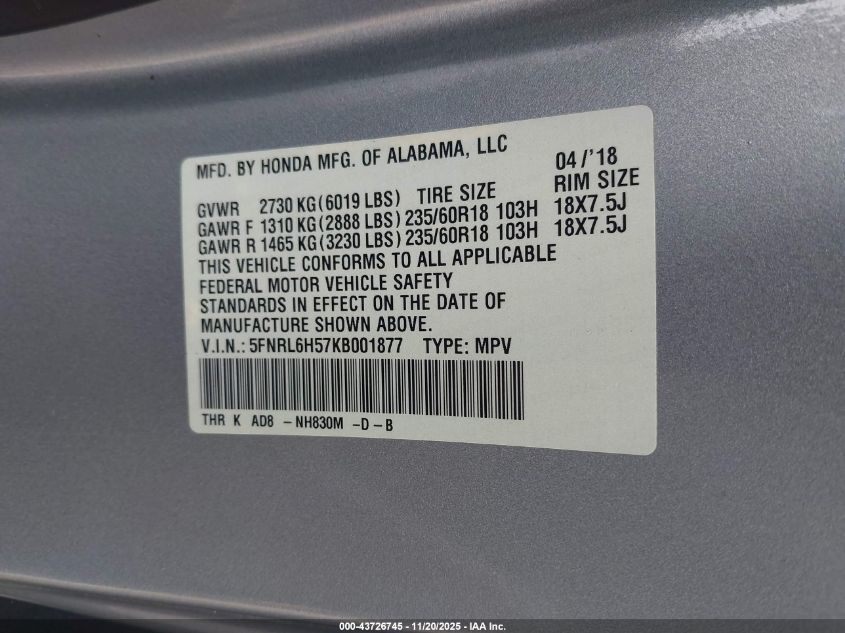 MFD. BY HONDA MFG. OF ALABAMA, LLC 04/'18
GVWR 2730 KG (6019 LBS) TIRE SIZE RIM SIZE
GAWR F 1310 KG (2888 LBS) 235/60R18 103H 18X7.5J
GAWR R 1465 KG (3230 LBS) 235/60R18 103H 18X7.5J
THIS VEHICLE CONFORMS TO ALL APPLICABLE
FEDERAL MOTOR VEHICLE SAFETY
STANDARDS IN EFFECT ON THE DATE OF
MANUFACTURE SHOWN ABOVE.
V.I.N.: 5FNRL6H57KB001877 TYPE: MPV
THR K AD8 -NH830M -D-B
000-43726745 - 11/20/2025 - IAA Inc.